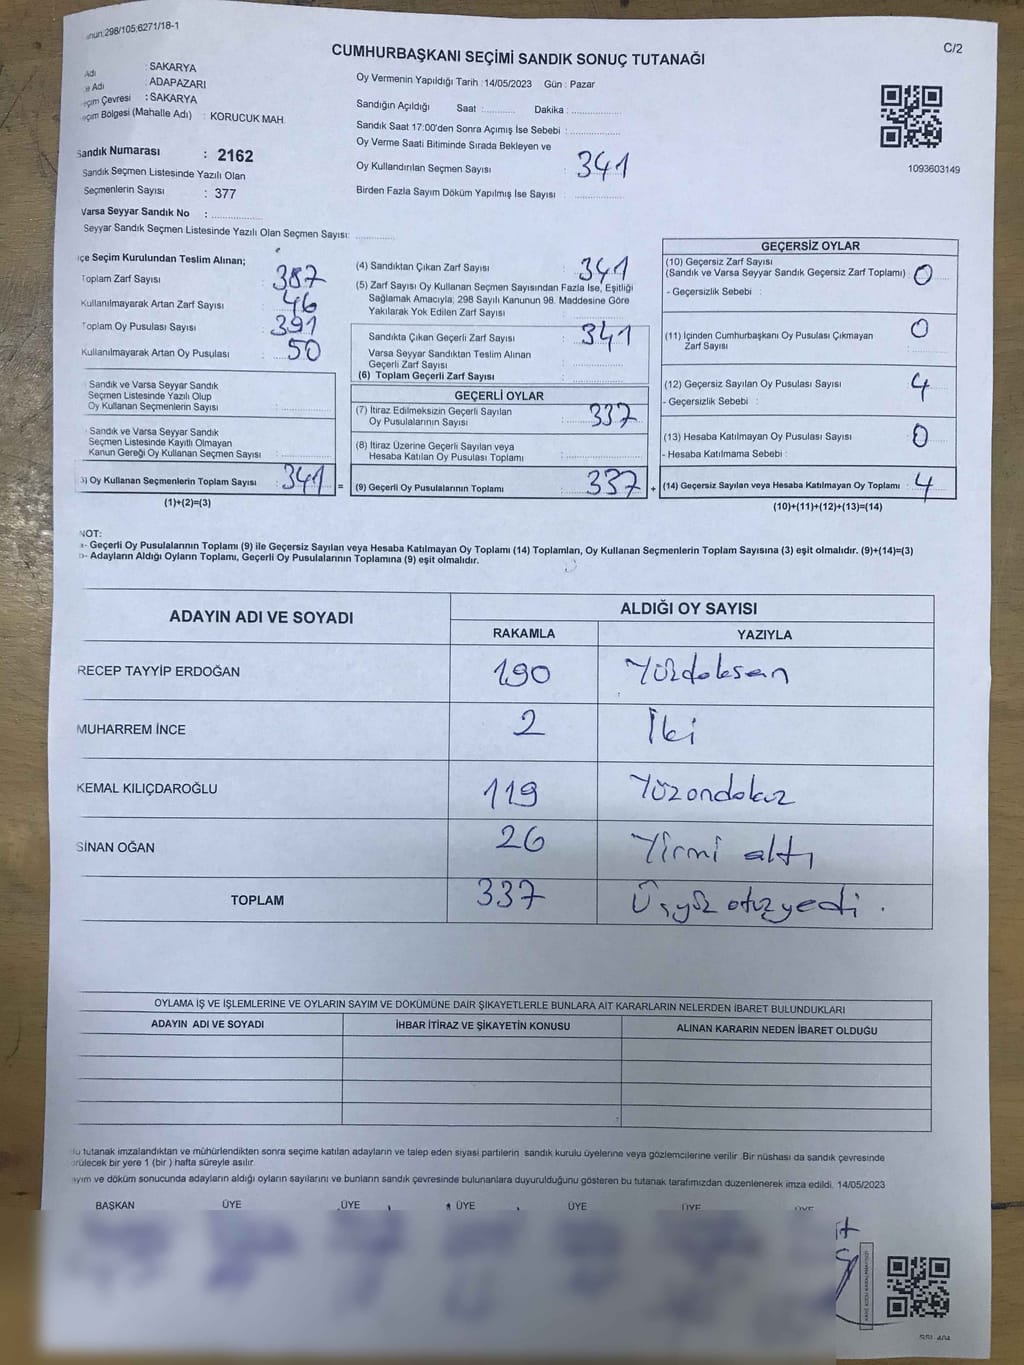 298/105;6271/18-1
C/2
CUMHURBAŞKANI SEÇİMİ SANDIK SONUÇ TUTANAĞI
Adı : SAKARYA
Adı : ADAPAZARI
Çevresi : SAKARYA
Bölgesi (Mahalle Adı) : KORUCUK MAH.
Sandık Numarası : 2162
Sandık Seçmen Listesinde Yazılı Olan
Seçmenlerin Sayısı : 377
Varsa Seyyar Sandık No :
Seyyar Sandık Seçmen Listesinde Yazılı Olan Seçmen Sayısı:
Oy Vermenin Yapıldığı Tarih : 14/05/2023 Gün : Pazar
Sandığın Açıldığı Saat : Dakika :
Sandık Saat 17:00'den Sonra Açımış İse Sebebi :
Oy Verme Saati Bitiminde Sırada Bekleyen ve
Oy Kullandırılan Seçmen Sayısı : 341
Birden Fazla Sayım Döküm Yapılmış İse Sayısı :
1093603149
Seçim Kurulundan Teslim Alınan;
Toplam Zarf Sayısı : 387
Kullanılmayarak Artan Zarf Sayısı : 46
Toplam Oy Pusulası Sayısı : 391
Kullanılmayarak Artan Oy Pusulası : 50
Sandık ve Varsa Seyyar Sandık
Seçmen Listesinde Yazılı Olup
Oy Kullanan Seçmenlerin Sayısı :
Sandık ve Varsa Seyyar Sandık
Seçmen Listesinde Kayıtlı Olmayan
Kanun Gereği Oy Kullanan Seçmen Sayısı :
) Oy Kullanan Seçmenlerin Toplam Sayısı : 341 =
(1)+(2)=(3)
(4) Sandıktan Çıkan Zarf Sayısı : 341
(5) Zarf Sayısı Oy Kullanan Seçmen Sayısından Fazla İse, Eşitliği
Sağlamak Amacıyla; 298 Sayılı Kanunun 98. Maddesine Göre
Yakılarak Yok Edilen Zarf Sayısı :
Sandıkta Çıkan Geçerli Zarf Sayısı : 341
Varsa Seyyar Sandıktan Teslim Alınan
Geçerli Zarf Sayısı :
(6) Toplam Geçerli Zarf Sayısı :
GEÇERLİ OYLAR
(7) İtiraz Edilmeksizin Geçerli Sayılan
Oy Pusulalarının Sayısı : 337
(8) İtiraz Üzerine Geçerli Sayılan veya
Hesaba Katılan Oy Pusulası Toplamı :
(9) Geçerli Oy Pusulalarının Toplamı : 337 +
GEÇERSİZ OYLAR
(10) Geçersiz Zarf Sayısı
(Sandık ve Varsa Seyyar Sandık Geçersiz Zarf Toplamı) : 0
- Geçersizlik Sebebi :
(11) İçinden Cumhurbaşkanı Oy Pusulası Çıkmayan
Zarf Sayısı : 0
(12) Geçersiz Sayılan Oy Pusulası Sayısı : 4
- Geçersizlik Sebebi :
(13) Hesaba Katılmayan Oy Pusulası Sayısı : 0
- Hesaba Katılmama Sebebi :
(14) Geçersiz Sayılan veya Hesaba Katılmayan Oy Toplamı : 4
(10)+(11)+(12)+(13)=(14)
NOT:
- Geçerli Oy Pusulalarının Toplamı (9) ile Geçersiz Sayılan veya Hesaba Katılmayan Oy Toplamı (14) Toplamları, Oy Kullanan Seçmenlerin Toplam Sayısına (3) eşit olmalıdır. (9)+(14)=(3)
- Adayların Aldığı Oyların Toplamı, Geçerli Oy Pusulalarının Toplamına (9) eşit olmalıdır.
ADAYIN ADI VE SOYADI
ALDIĞI OY SAYISI
RAKAMLA YAZIYLA
RECEP TAYYİP ERDOĞAN 190 Yüzdoksan
MUHARREM İNCE 2 İki
KEMAL KILIÇDAROĞLU 119 Yüzondokuz
SİNAN OĞAN 26 Yirmi altı
TOPLAM 337 Üçyüz otuzyedi.
OYLAMA İŞ VE İŞLEMLERİNE VE OYLARIN SAYIM VE DÖKÜMÜNE DAİR ŞİKAYETLERLE BUNLARA AİT KARARLARIN NELERDEN İBARET BULUNDUKLARI
ADAYIN ADI VE SOYADI İHBAR İTİRAZ VE ŞİKAYETİN KONUSU ALINAN KARARIN NEDEN İBARET OLDUĞU
tutanak imzalandıktan ve mühürlendikten sonra seçime katılan adayların ve talep eden siyasi partilerin sandık kurulu üyelerine veya gözlemcilerine verilir. Bir nüshası da sandık çevresinde
bir yere 1 (bir) hafta süreyle asılır.
ve döküm sonucunda adayların aldığı oyların sayılarını ve bunların sandık çevresinde bulunanlara duyurulduğunu gösteren bu tutanak tarafımızdan düzenlenerek imza edildi. 14/05/2023
BAŞKAN ÜYE ÜYE ÜYE ÜYE ÜYE ÜYE